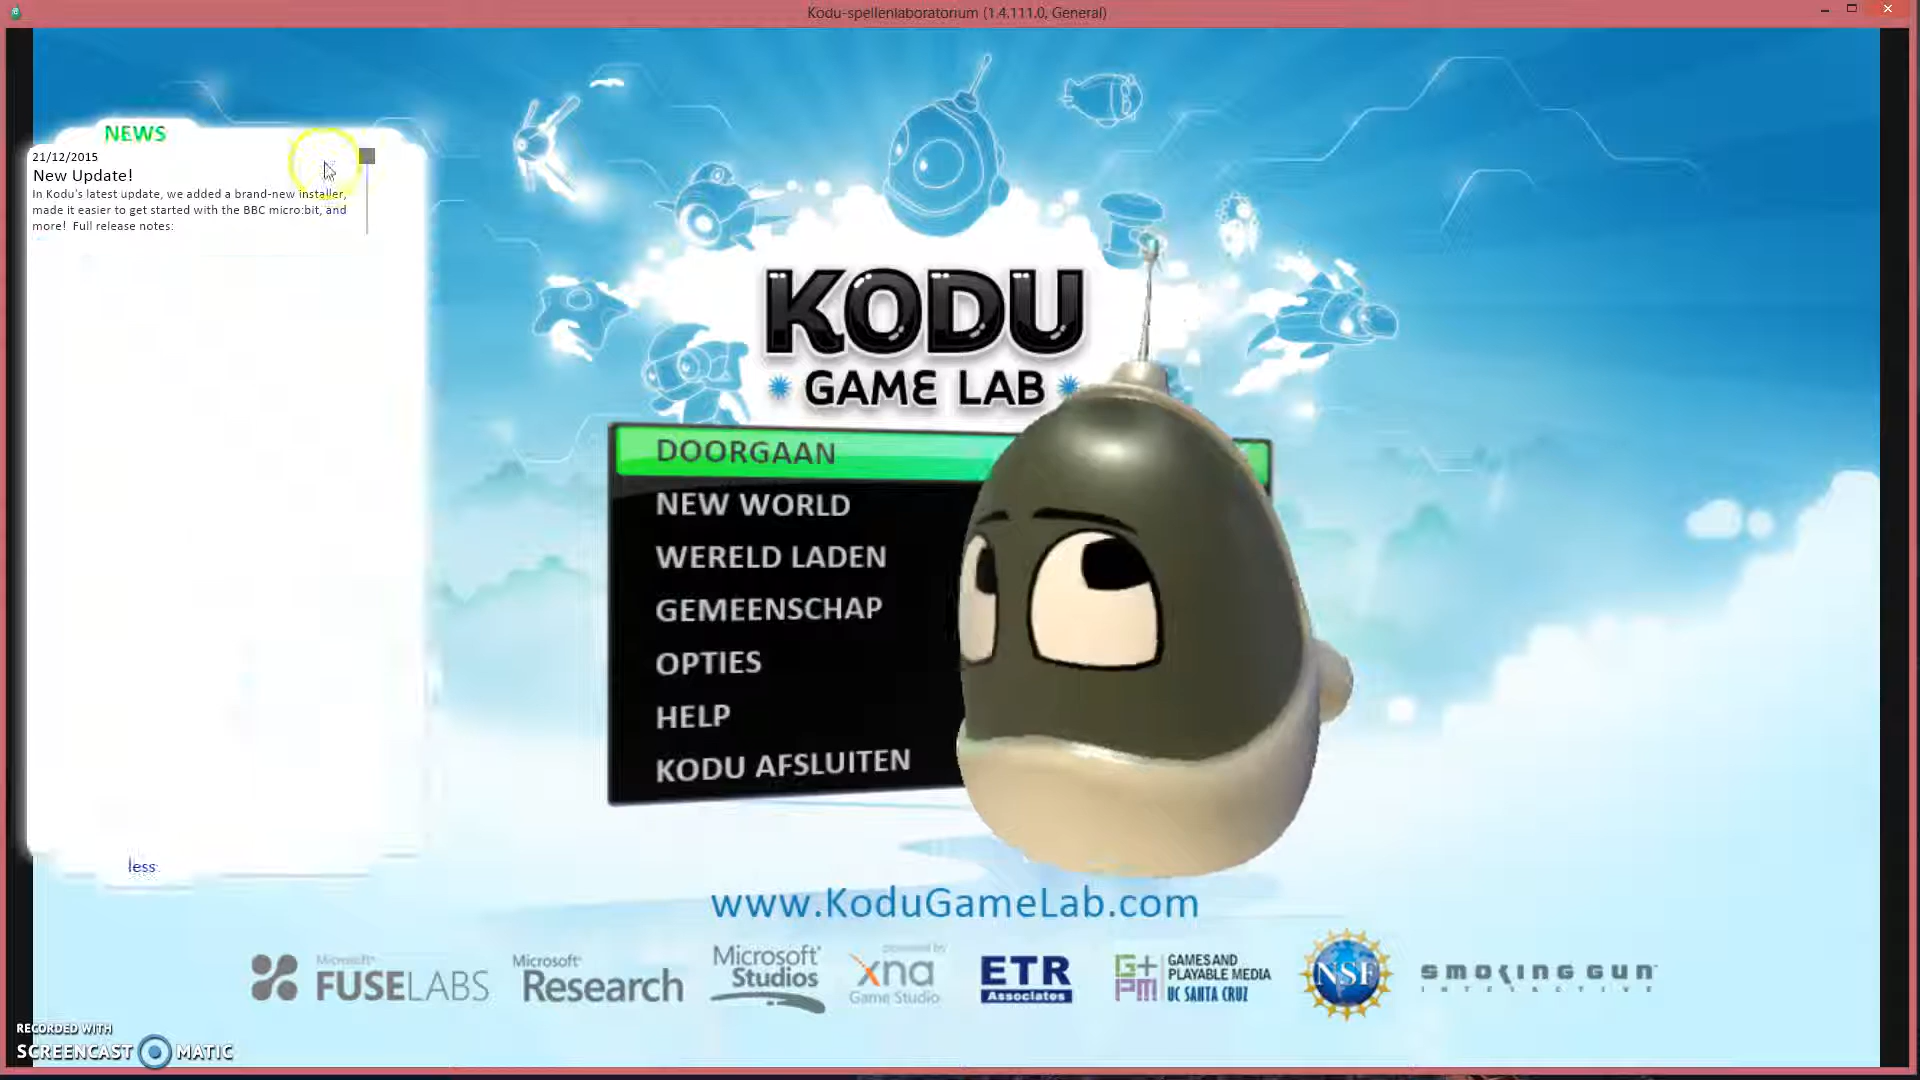 Kodu-spellenlaboratorium (1.4.111.0, General)
NEWS
21/12/2015
New Update!
In Kodu's latest update, we added a brand-new installer,
made it easier to get started with the BBC micro:bit, and
more!  Full release notes:
less
KODU
GAME LAB
DOORGAAN
NEW WORLD
WERELD LADEN
GEMEENSCHAP
OPTIES
HELP
KODU AFSLUITEN
www.KoduGameLab.com
Microsoft®
FUSELABS
Microsoft®
Research
Microsoft®
Studios
powered by
xna
Game Studio
ETR
Associates
G+PM
GAMES AND
PLAYABLE MEDIA
UC SANTA CRUZ
NSF
SMOKING GUN
INTERACTIVE
RECORDED WITH
SCREENCAST MATIC